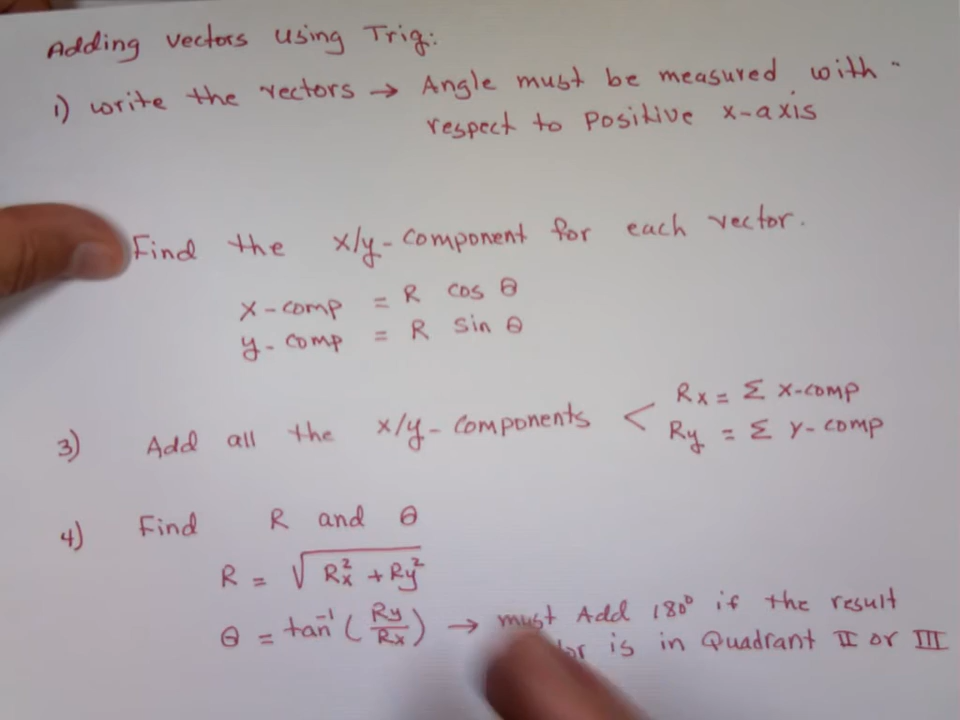 Adding vectors using Trig:
1) write the vectors → Angle must be measured with
respect to positive x-axis
Find the x/y-component for each vector.
x-comp = R cos θ
y-comp = R sin θ
3) Add all the x/y-components < Rx = Σ x-comp
Ry = Σ y-comp
4) Find R and θ
R = √(Rx² + Ry²)
θ = tan⁻¹ (Ry/Rx) → must Add 180° if the result
is in Quadrant II or III